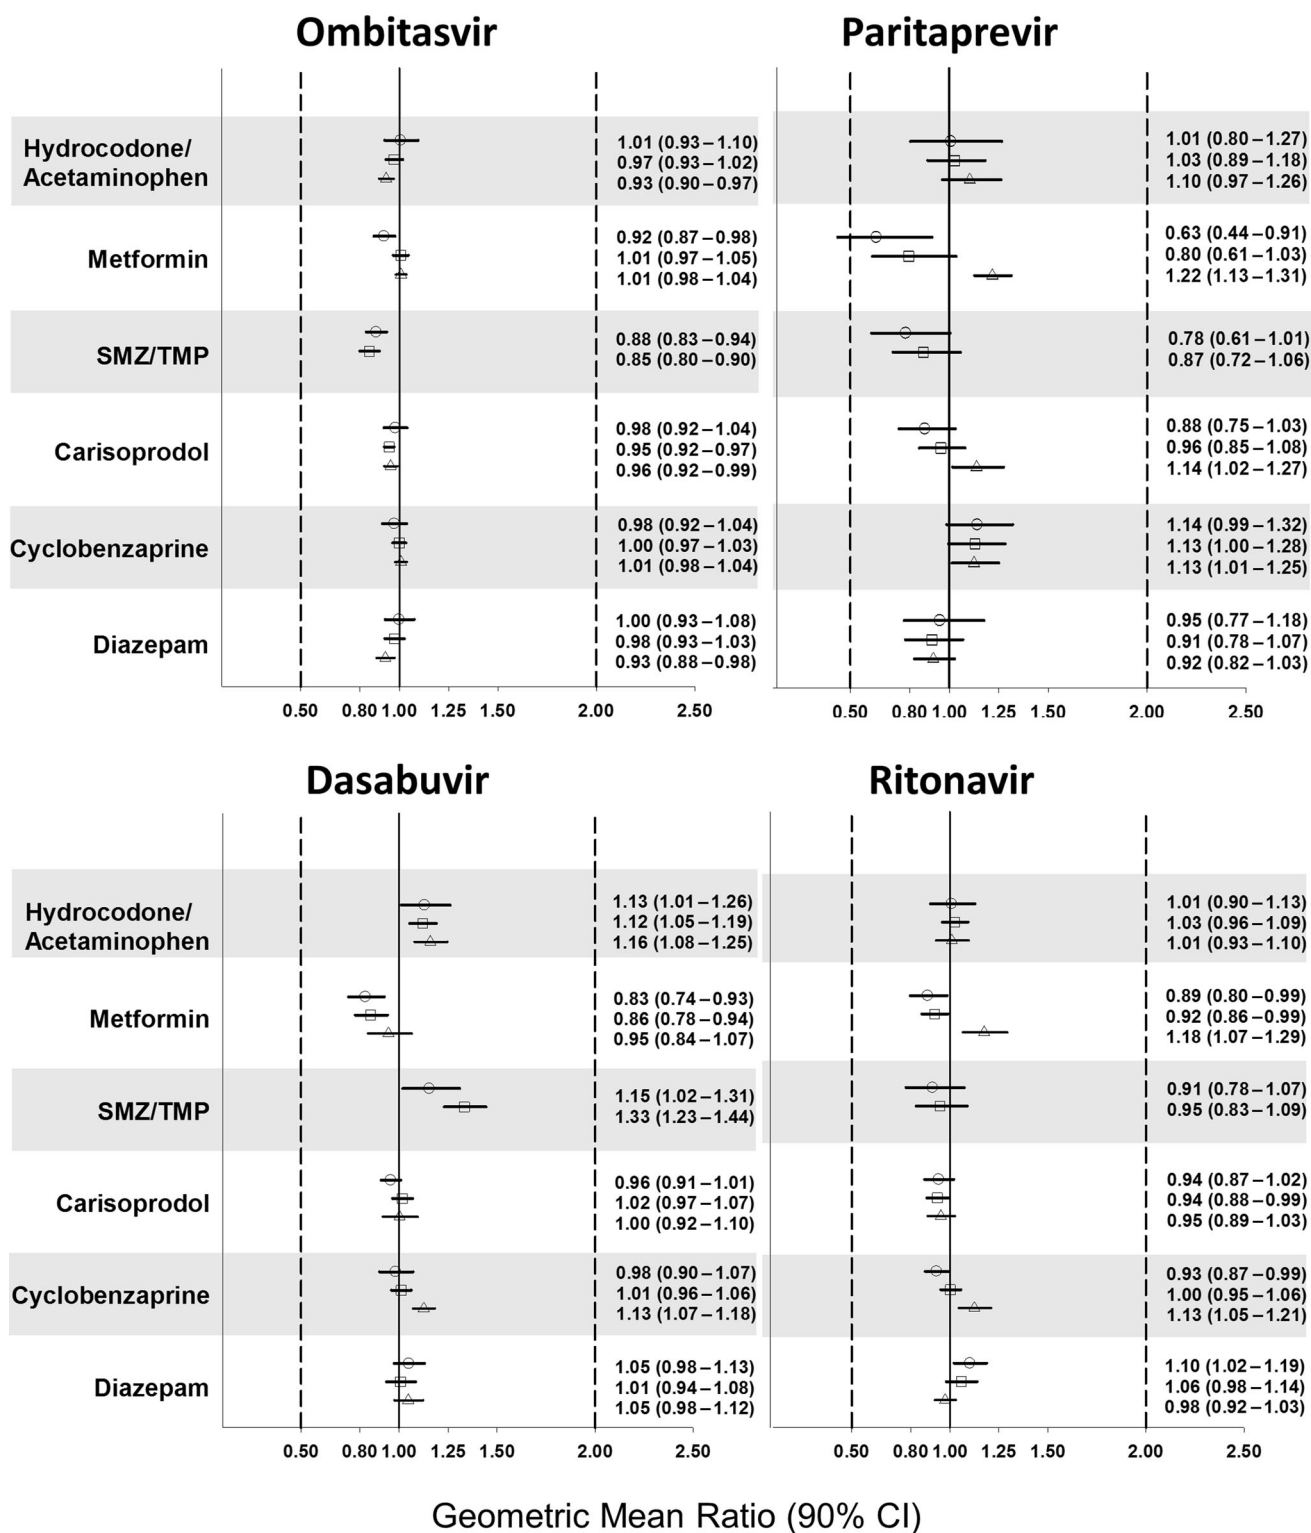 Ombitasvir
Hydrocodone/
Acetaminophen
1.01 (0.93–1.10)
0.97 (0.93–1.02)
0.93 (0.90–0.97)
Metformin
0.92 (0.87–0.98)
1.01 (0.97–1.05)
1.01 (0.98–1.04)
SMZ/TMP
0.88 (0.83–0.94)
0.85 (0.80–0.90)
Carisoprodol
0.98 (0.92–1.04)
0.95 (0.92–0.97)
0.96 (0.92–0.99)
Cyclobenzaprine
0.98 (0.92–1.04)
1.00 (0.97–1.03)
1.01 (0.98–1.04)
Diazepam
1.00 (0.93–1.08)
0.98 (0.93–1.03)
0.93 (0.88–0.98)
0.50 0.80 1.00 1.25 1.50 2.00 2.50
Paritaprevir
1.01 (0.80–1.27)
1.03 (0.89–1.18)
1.10 (0.97–1.26)
0.63 (0.44–0.91)
0.80 (0.61–1.03)
1.22 (1.13–1.31)
0.78 (0.61–1.01)
0.87 (0.72–1.06)
0.88 (0.75–1.03)
0.96 (0.85–1.08)
1.14 (1.02–1.27)
1.14 (0.99–1.32)
1.13 (1.00–1.28)
1.13 (1.01–1.25)
0.95 (0.77–1.18)
0.91 (0.78–1.07)
0.92 (0.82–1.03)
0.50 0.80 1.00 1.25 1.50 2.00 2.50
Dasabuvir
Hydrocodone/
Acetaminophen
1.13 (1.01–1.26)
1.12 (1.05–1.19)
1.16 (1.08–1.25)
Metformin
0.83 (0.74–0.93)
0.86 (0.78–0.94)
0.95 (0.84–1.07)
SMZ/TMP
1.15 (1.02–1.31)
1.33 (1.23–1.44)
Carisoprodol
0.96 (0.91–1.01)
1.02 (0.97–1.07)
1.00 (0.92–1.10)
Cyclobenzaprine
0.98 (0.90–1.07)
1.01 (0.96–1.06)
1.13 (1.07–1.18)
Diazepam
1.05 (0.98–1.13)
1.01 (0.94–1.08)
1.05 (0.98–1.12)
0.50 0.80 1.00 1.25 1.50 2.00 2.50
Ritonavir
1.01 (0.90–1.13)
1.03 (0.96–1.09)
1.01 (0.93–1.10)
0.89 (0.80–0.99)
0.92 (0.86–0.99)
1.18 (1.07–1.29)
0.91 (0.78–1.07)
0.95 (0.83–1.09)
0.94 (0.87–1.02)
0.94 (0.88–0.99)
0.95 (0.89–1.03)
0.93 (0.87–0.99)
1.00 (0.95–1.06)
1.13 (1.05–1.21)
1.10 (1.02–1.19)
1.06 (0.98–1.14)
0.98 (0.92–1.03)
0.50 0.80 1.00 1.25 1.50 2.00 2.50
Geometric Mean Ratio (90% CI)